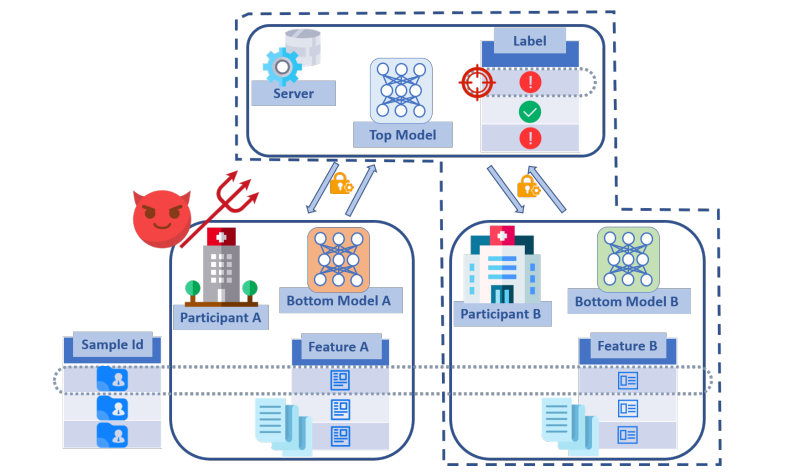 Label
Server
Top Model
Participant A
Bottom Model A
Participant B
Bottom Model B
Sample Id
Feature A
Feature B